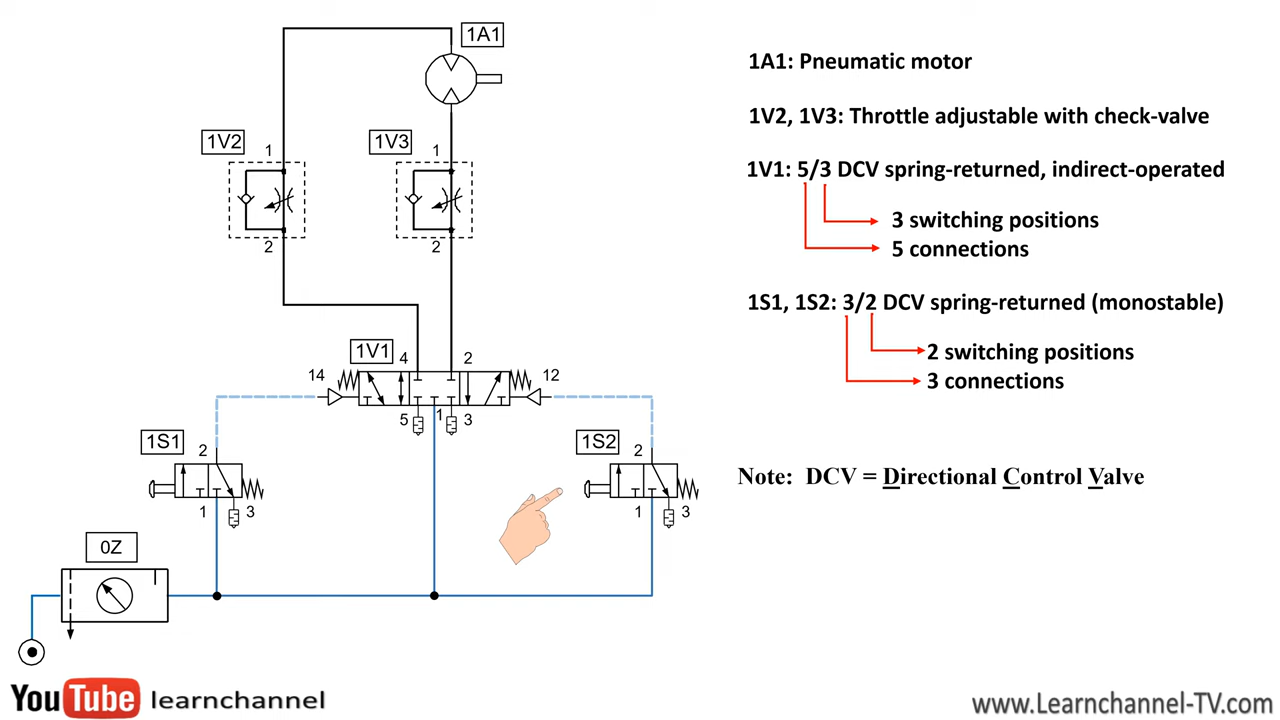 1A1
1A1: Pneumatic motor
1V2, 1V3: Throttle adjustable with check-valve
1V2
1V3
1
1
1V1: 5/3 DCV spring-returned, indirect-operated
3 switching positions
2
2
5 connections
1S1, 1S2: 3/2 DCV spring-returned (monostable)
1V1
4
2
2 switching positions
14
12
3 connections
5
1
3
1S1
2
1S2
2
Note: DCV = Directional Control Valve
1
3
1
3
0Z
YouTube learnchannel
www.Learnchannel-TV.com